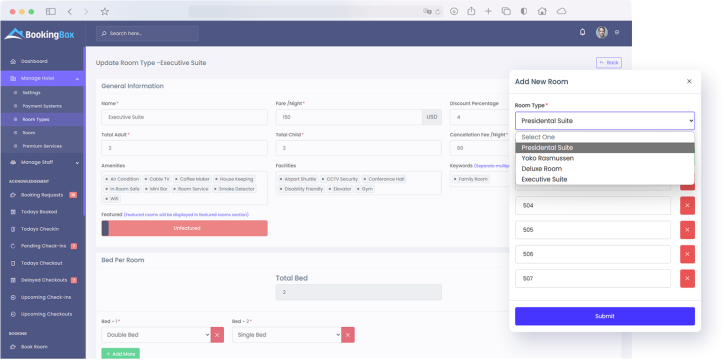 BookingBox
Search here...
Dashboard
Manage Hotel
Settings
Payment Systems
Room Types
Room
Premium Services
Manage Staff
ACKNOWLEDGEMENT
Booking Requests
Todays Booked
Todays Checkin
Pending Check-Ins
Todays Checkout
Delayed Checkouts
Upcoming Check-Ins
Upcoming Checkouts
BOOKING
Book Room
Update Room Type -Executive Suite
Back
General Information
Name *
Fare /Night *
Discount Percentage
Executive Suite
150
USD
4
Total Adult *
Total Child *
Cancellation Fee /Night *
3
2
× Air Condition × Cable TV × Coffee Maker × House Keeping
× In Room Safe × Mini Bar × Room Service × Smoke Detector
× Wifi
Amenities
Facilities
× Airport Shuttle × CCTV Security × Conference Hall
× Disability Friendly × Elevator × Gym
Keywords (Separate multip
× Family Room
Featured (Featured rooms will be displayed in featured rooms section)
Unfeatured
Bed Per Room
Total Bed
2
Bed - 1 *
Bed - 2 *
Double Bed
×
Single Bed
×
+ Add More
Add New Room
×
Room Type *
Presidental Suite
Select One
Presidental Suite
Yoko Rasmussen
Deluxe Room
Executive Suite
504
×
505
×
506
×
507
×
Submit